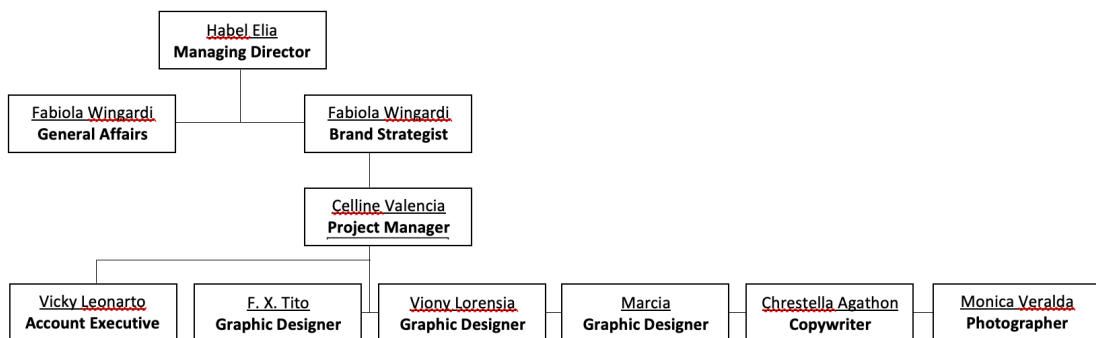 Habel Elia
Managing Director
Fabiola Wingardi
General Affairs
Fabiola Wingardi
Brand Strategist
Celline Valencia
Project Manager
Vicky Leonarto
Account Executive
F. X. Tito
Graphic Designer
Viony Lorensia
Graphic Designer
Marcia
Graphic Designer
Chrestella Agathon
Copywriter
Monica Veralda
Photographer